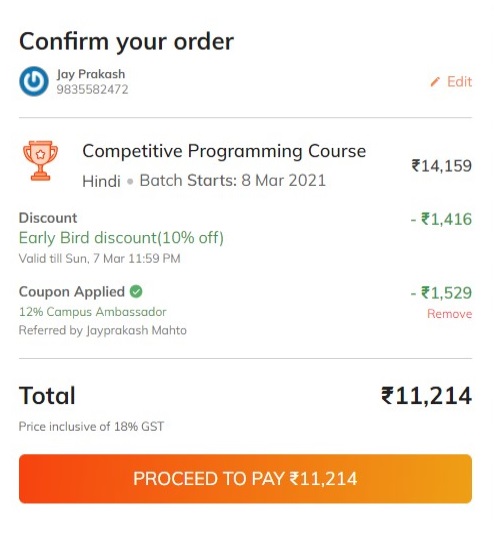 Confirm your order
Jay Prakash
9835582472
Edit
Competitive Programming Course
₹14,159
Hindi • Batch Starts: 8 Mar 2021
Discount
- ₹1,416
Early Bird discount(10% off)
Valid till Sun, 7 Mar 11:59 PM
Coupon Applied
- ₹1,529
12% Campus Ambassador
Remove
Referred by Jayprakash Mahto
Total
₹11,214
Price inclusive of 18% GST
PROCEED TO PAY ₹11,214